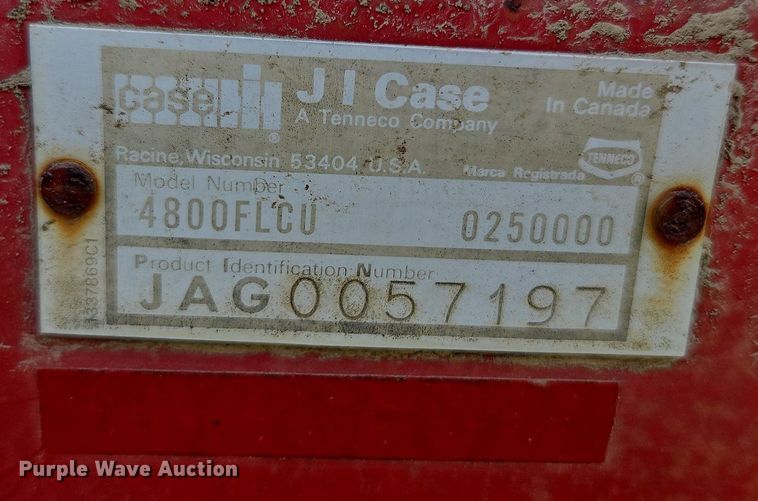 Case IH
J I Case
A Tenneco Company
Made
In Canada
Racine, Wisconsin 53404 U.S.A.
Marca Registrada
TENNECO
®
®
Model Number
4800FLCU 0250000
Product Identification Number
JAG0057197
1337869C1
Purple Wave Auction